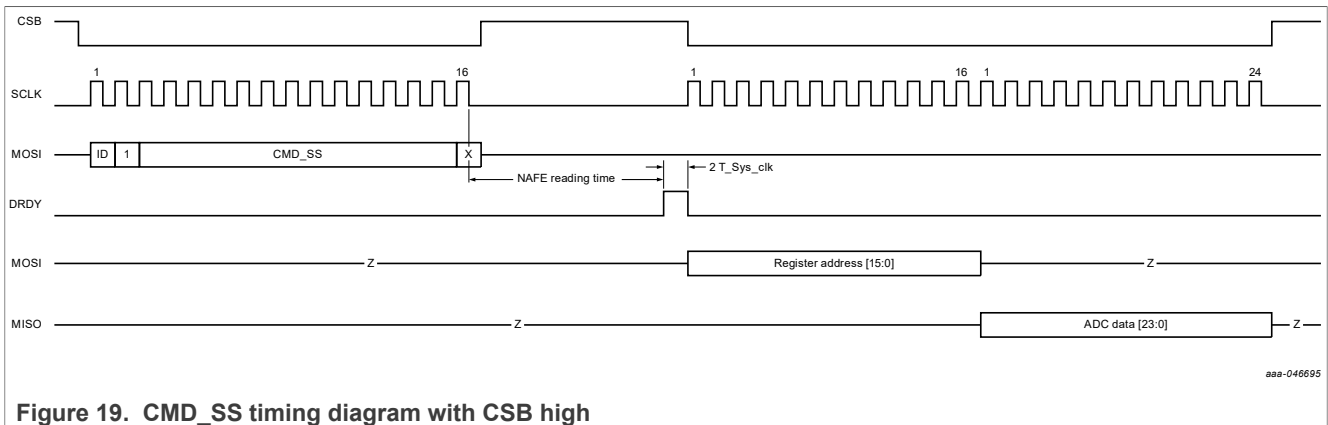 CSB
1 16 1 16 1 24
SCLK
MOSI ID 1 CMD_SS X
2 T_Sys_clk
NAFE reading time
DRDY
MOSI Z Register address [15:0] Z
MISO Z ADC data [23:0] Z
aaa-046695
Figure 19. CMD_SS timing diagram with CSB high